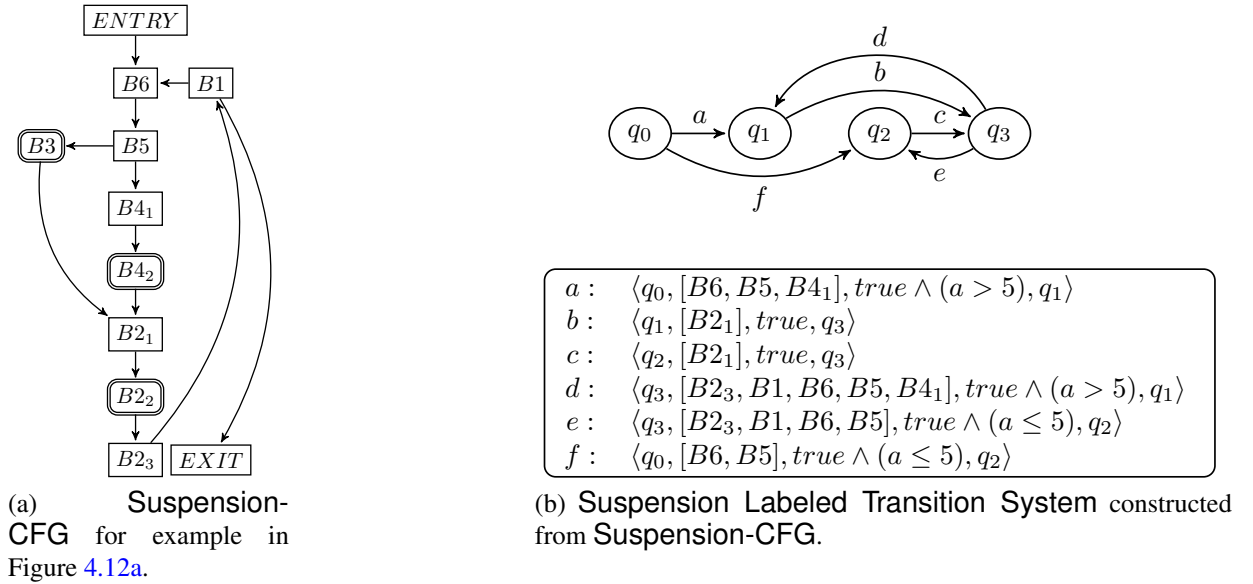 ENTRY
B6
B1
B3
B5
B4₁
B4₂
B2₁
B2₂
B2₃
EXIT
(a) Suspension-
CFG for example in
Figure 4.12a.
d
b
a
c
q₀
q₁
q₂
q₃
e
f
a : ⟨q₀, [B6, B5, B4₁], true ∧ (a > 5), q₁⟩
b : ⟨q₁, [B2₁], true, q₃⟩
c : ⟨q₂, [B2₁], true, q₃⟩
d : ⟨q₃, [B2₃, B1, B6, B5, B4₁], true ∧ (a > 5), q₁⟩
e : ⟨q₃, [B2₃, B1, B6, B5], true ∧ (a ≤ 5), q₂⟩
f : ⟨q₀, [B6, B5], true ∧ (a ≤ 5), q₂⟩
(b) Suspension Labeled Transition System constructed
from Suspension-CFG.